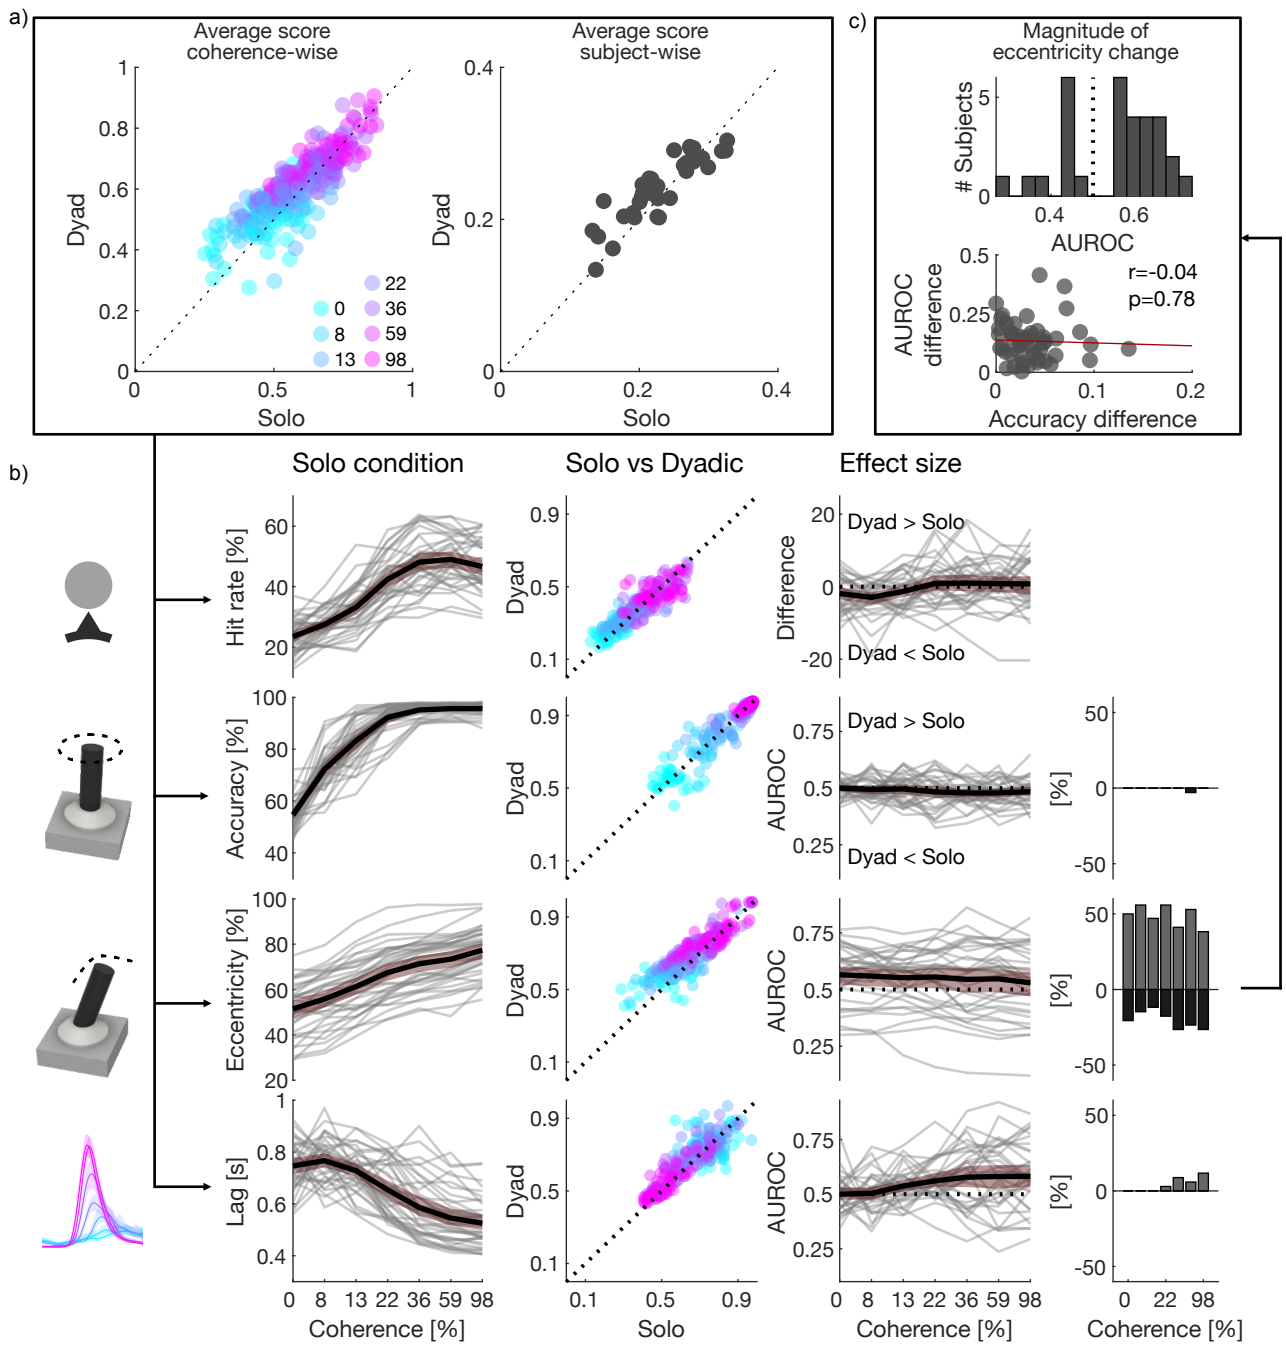 a)
Average score
coherence-wise
1
0.8
0.6
0.4
0.2
0
Dyad
0
0.5
1
Solo
0
8
13
22
36
59
98
Average score
subject-wise
0.4
0.2
0
Dyad
0
0.2
0.4
Solo
c)
Magnitude of
eccentricity change
5
0
# Subjects
0.4
0.6
AUROC
0.5
0.25
0
AUROC
difference
r=-0.04
p=0.78
0
0.1
0.2
Accuracy difference
b)
Solo condition
Solo vs Dyadic
Effect size
60
40
20
Hit rate [%]
0.9
0.5
0.1
Dyad
20
0
-20
Difference
Dyad > Solo
Dyad < Solo
100
80
60
40
Accuracy [%]
0.9
0.5
0.1
Dyad
0.75
0.5
0.25
AUROC
Dyad > Solo
Dyad < Solo
50
0
-50
[%]
100
80
60
40
20
Eccentricity [%]
0.9
0.5
0.1
Dyad
0.75
0.5
0.25
AUROC
50
0
-50
[%]
1
0.8
0.6
0.4
Lag [s]
0 8 13 22 36 59 98
Coherence [%]
0.9
0.5
0.1
Dyad
0.1 0.5 0.9
Solo
0.75
0.5
0.25
AUROC
0 8 13 22 36 59 98
Coherence [%]
50
0
-50
[%]
0 22 98
Coherence [%]